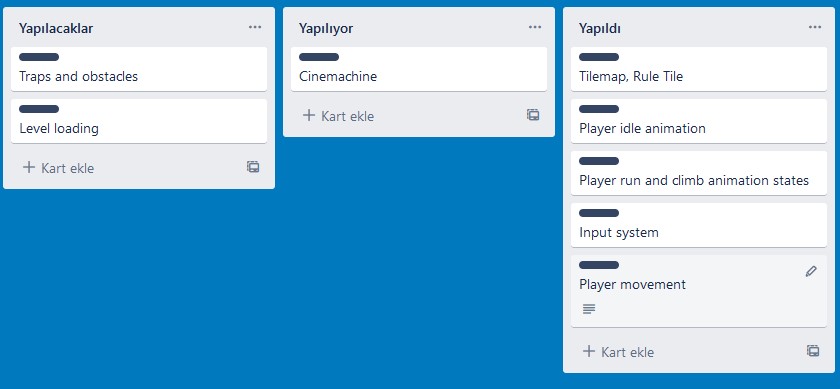 Yapılacaklar
Traps and obstacles
Level loading
Kart ekle
Yapılıyor
Cinemachine
Kart ekle
Yapıldı
Tilemap, Rule Tile
Player idle animation
Player run and climb animation states
Input system
Player movement
Kart ekle